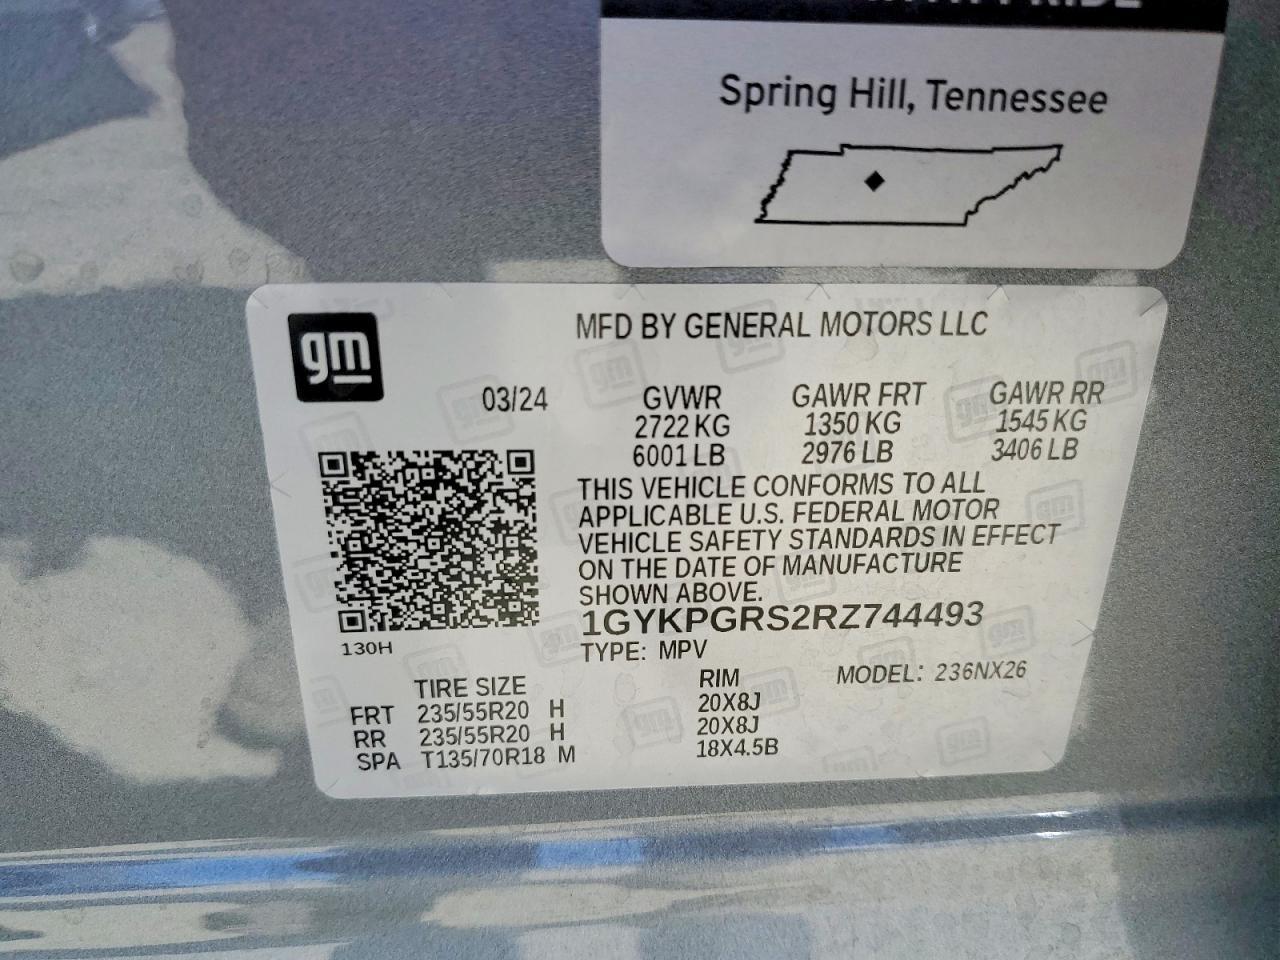 PRIDE
Spring Hill, Tennessee
gm
MFD BY GENERAL MOTORS LLC
03/24 GVWR GAWR FRT GAWR RR
2722 KG 1350 KG 1545 KG
6001 LB 2976 LB 3406 LB
THIS VEHICLE CONFORMS TO ALL
APPLICABLE U.S. FEDERAL MOTOR
VEHICLE SAFETY STANDARDS IN EFFECT
ON THE DATE OF MANUFACTURE
SHOWN ABOVE.
1GYKPGRS2RZ744493
130H
TYPE: MPV
MODEL: 236NX26
TIRE SIZE RIM
FRT 235/55R20 H 20X8J
RR 235/55R20 H 20X8J
SPA T135/70R18 M 18X4.5B